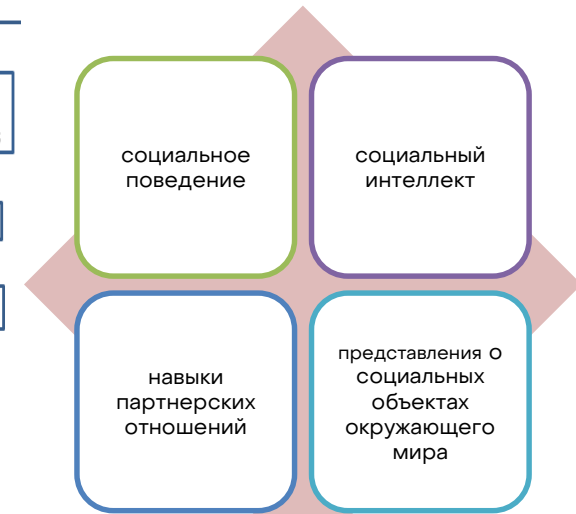 социальное
поведение
социальный
интеллект
навыки
партнерских
отношений
представления о
социальных
объектах
окружающего
мира